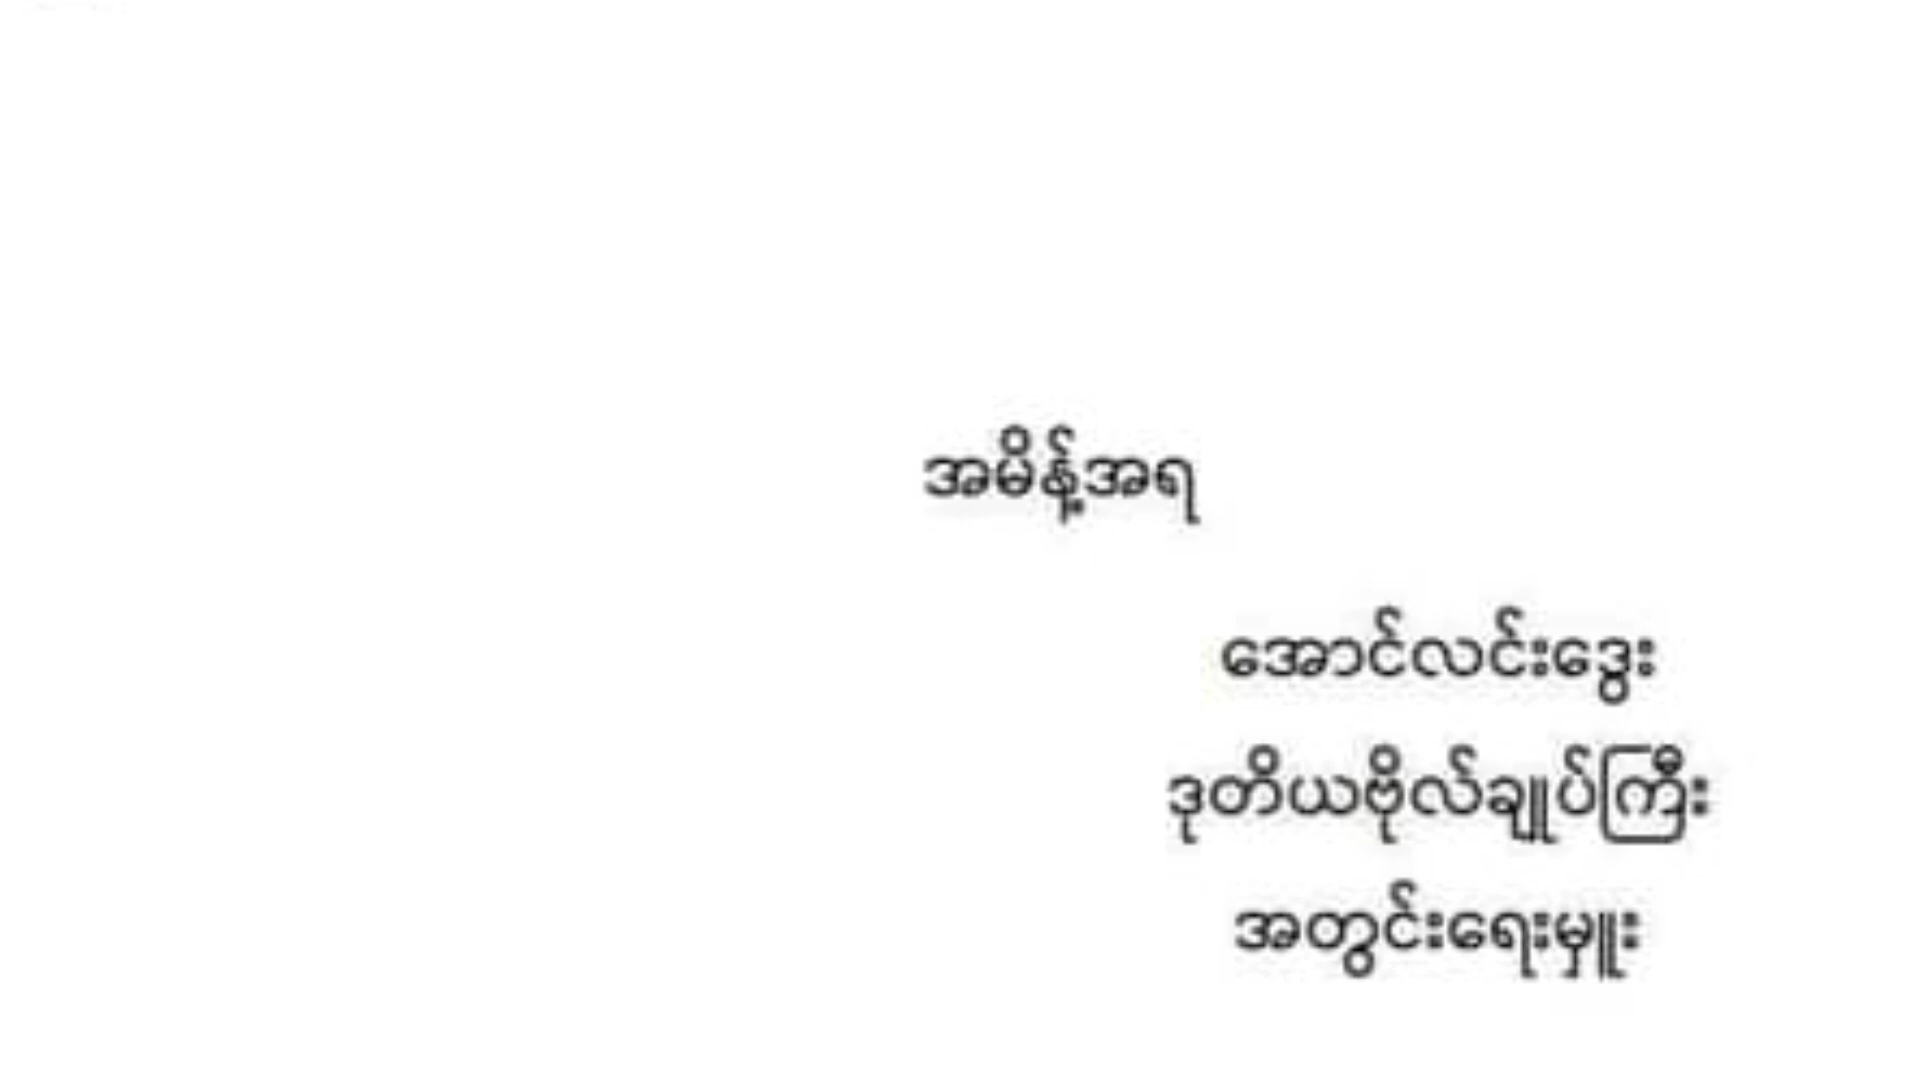 အမိန့်အရ
အောင်လင်းဒွေး
ဒုတိယဗိုလ်ချုပ်ကြီး
အတွင်းရေးမှူး